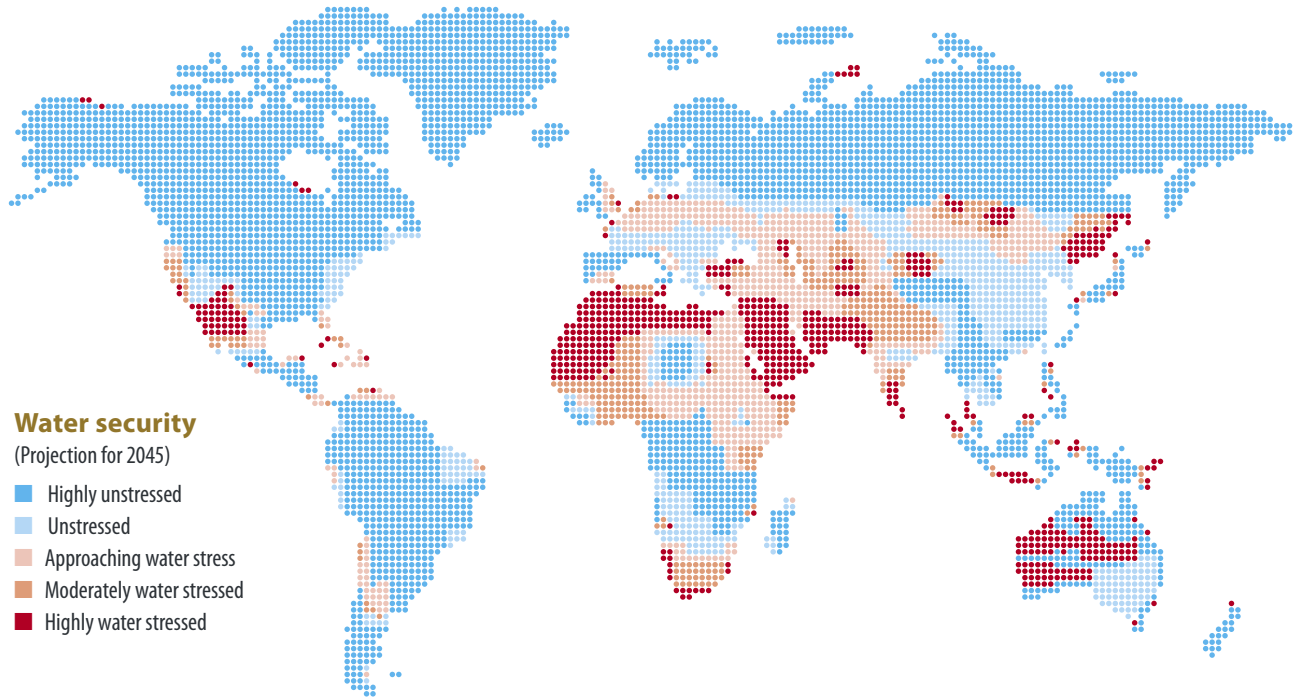 Water security
(Projection for 2045)
Highly unstressed
Unstressed
Approaching water stress
Moderately water stressed
Highly water stressed